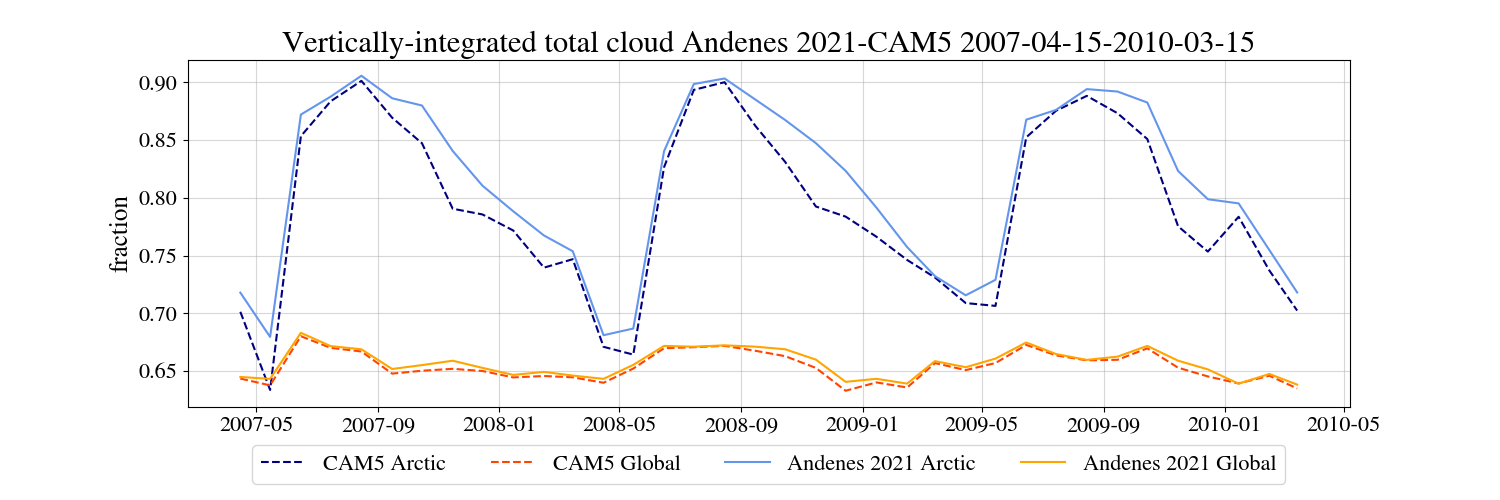 Vertically-integrated total cloud Andenes 2021-CAM5 2007-04-15-2010-03-15
fraction
0.90
0.85
0.80
0.75
0.70
0.65
2007-05 2007-09 2008-01 2008-05 2008-09 2009-01 2009-05 2009-09 2010-01 2010-05
CAM5 Arctic CAM5 Global Andenes 2021 Arctic Andenes 2021 Global